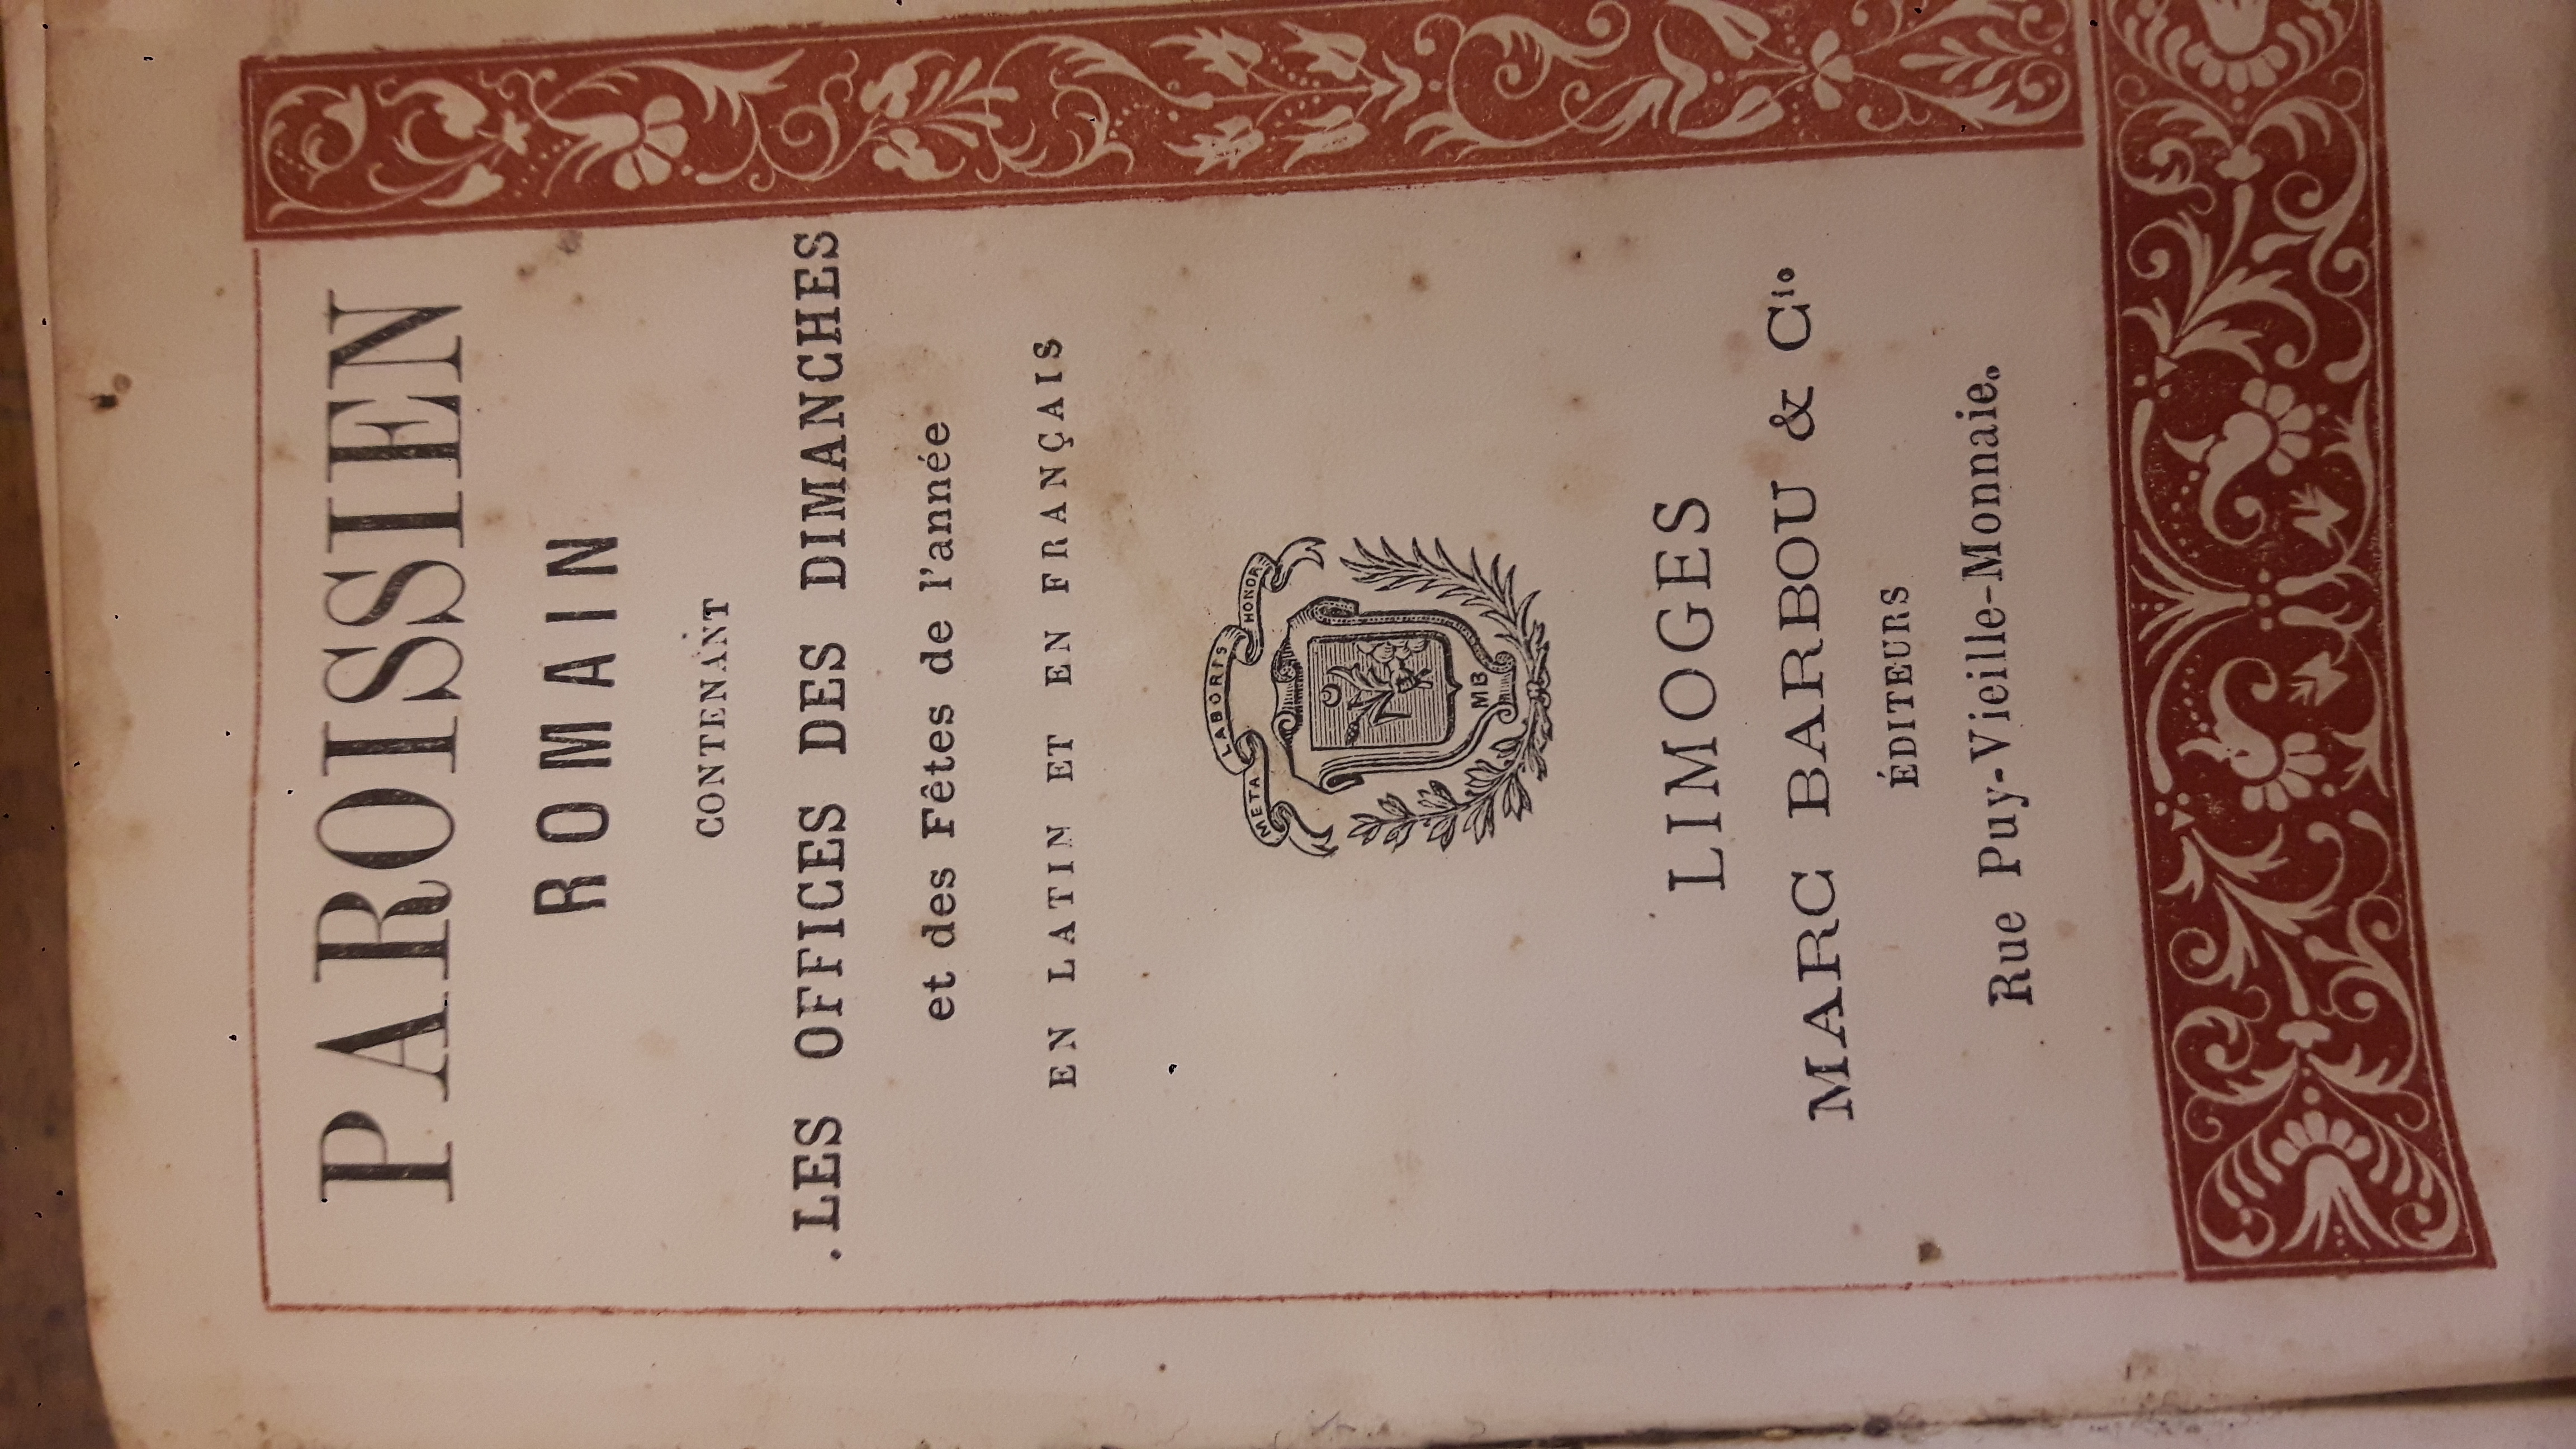 PAROISSIEN
ROMAIN
CONTENANT
LES OFFICES DES DIMANCHES
et des Fêtes de l'année
EN LATIN ET EN FRANÇAIS
META LABORIS HONOR
MB
LIMOGES
MARC BARBOU & Cie
ÉDITEURS
Rue Puy-Vieille-Monnaie.